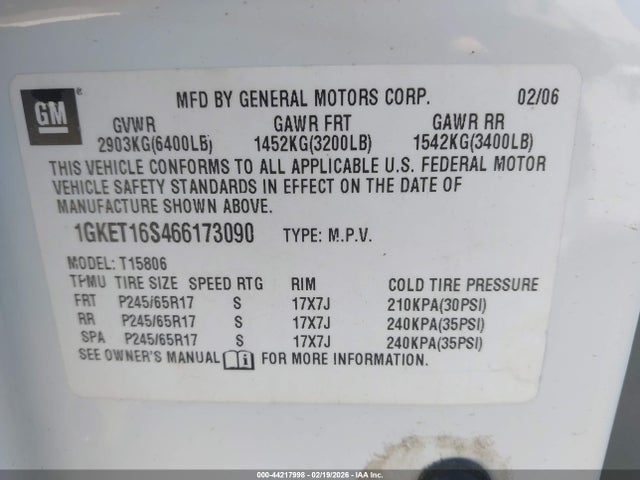 GM
MFD BY GENERAL MOTORS CORP. 02/06
GVWR GAWR FRT GAWR RR
2903KG(6400LB) 1452KG(3200LB) 1542KG(3400LB)
THIS VEHICLE CONFORMS TO ALL APPLICABLE U.S. FEDERAL MOTOR
VEHICLE SAFETY STANDARDS IN EFFECT ON THE DATE OF
MANUFACTURE SHOWN ABOVE.
1GKET16S466173090 TYPE: M.P.V.
MODEL: T15806
TPMU TIRE SIZE SPEED RTG RIM COLD TIRE PRESSURE
FRT P245/65R17 S 17X7J 210KPA(30PSI)
RR P245/65R17 S 17X7J 240KPA(35PSI)
SPA P245/65R17 S 17X7J 240KPA(35PSI)
SEE OWNER'S MANUAL i FOR MORE INFORMATION.
000-44217998 - 02/19/2026 - IAAI.com